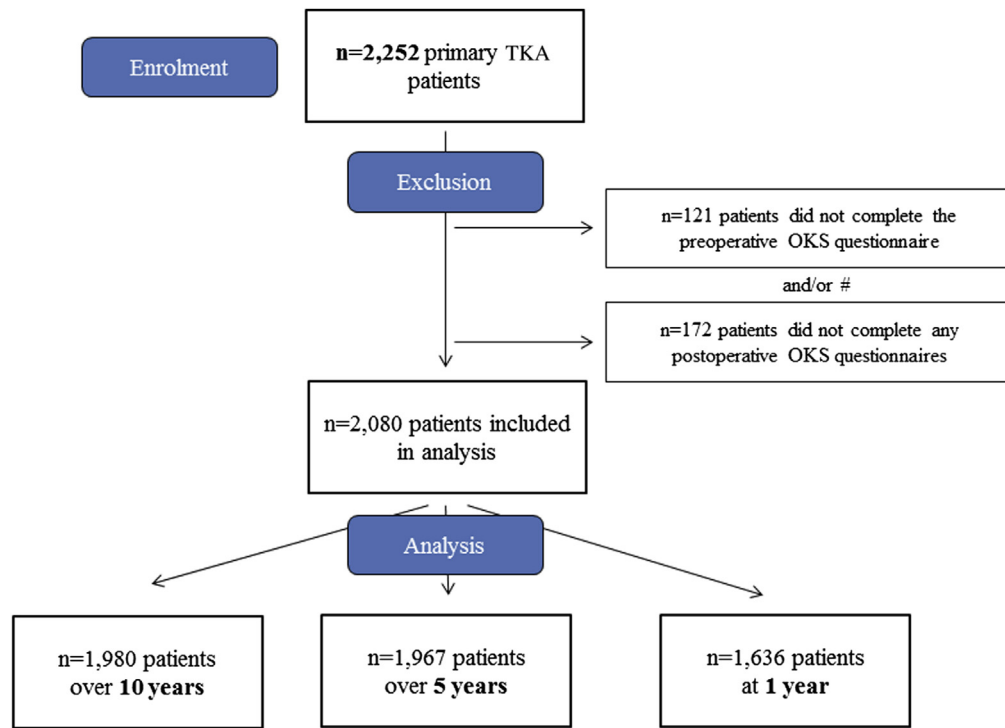 Enrolment
n=2,252 primary TKA
patients
Exclusion
n=121 patients did not complete the
preoperative OKS questionnaire
and/or #
n=172 patients did not complete any
postoperative OKS questionnaires
n=2,080 patients included
in analysis
Analysis
n=1,980 patients
over 10 years
n=1,967 patients
over 5 years
n=1,636 patients
at 1 year